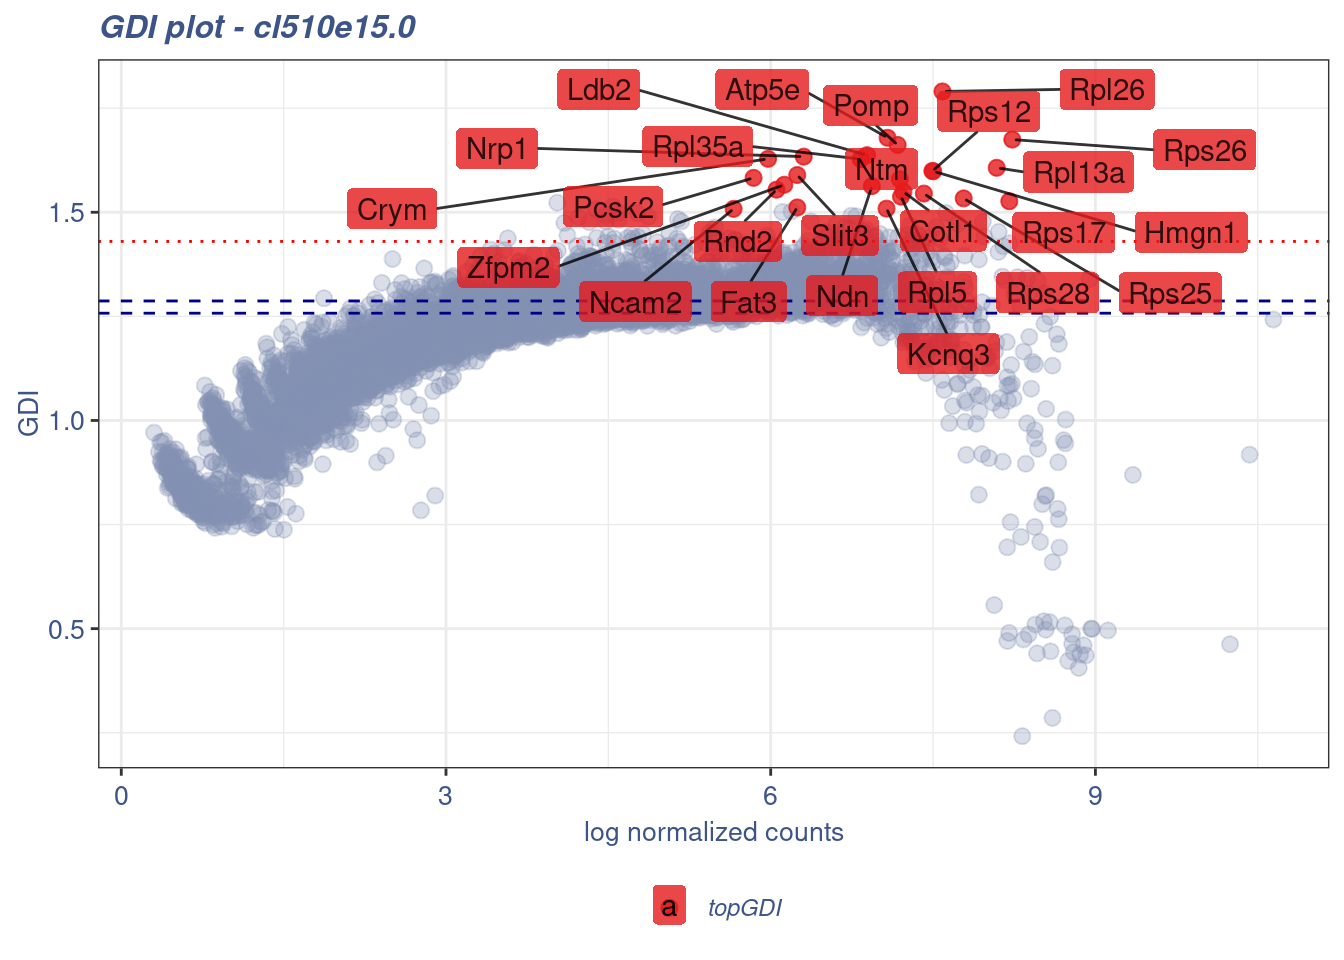 GDI plot - cl510e15.0
Ldb2
Atp5e
Pomp
Rpl26
Rps12
Nrp1
Rpl35a
Rps26
Ntm
Rpl13a
Crym
Pcsk2
Rnd2
Slit3
Cotl1
Rps17
Hmgn1
Zfpm2
Ncam2
Fat3
Ndn
Rpl5
Rps28
Rps25
Kcnq3
GDI
1.5
1.0
0.5
0
3
6
9
log normalized counts
a topGDI